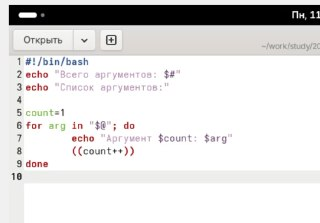 Пн, 11
Открыть
~/work/study/20
1 #!/bin/bash
2 echo "Всего аргументов: $#"
3 echo "Список аргументов:"
4
5 count=1
6 for arg in "$@"; do
7 echo "Аргумент $count: $arg"
8 ((count++))
9 done
10